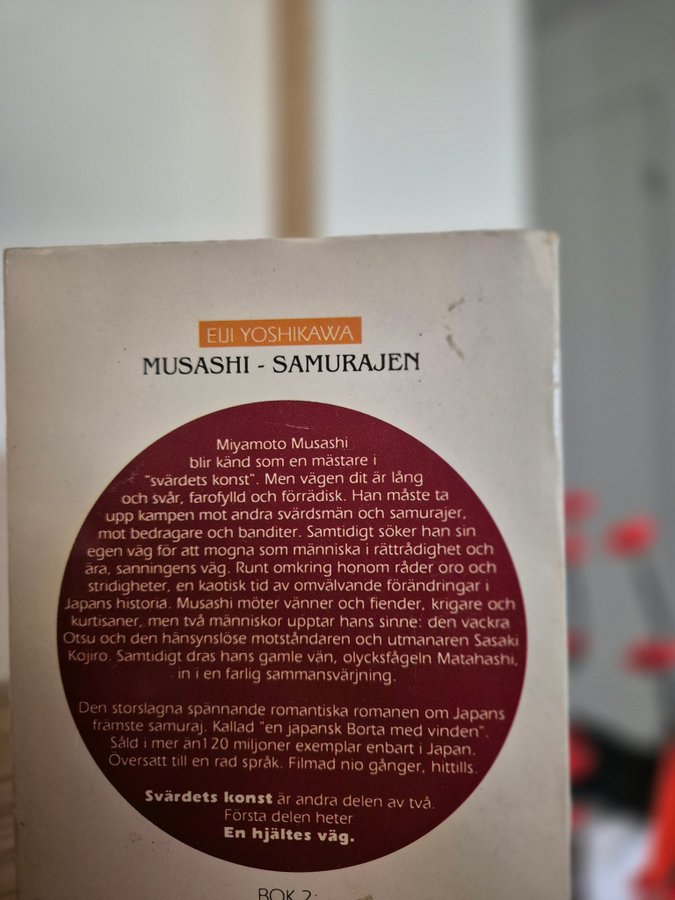 EIJI YOSHIKAWA
MUSASHI - SAMURAJEN
Miyamoto Musashi
blir känd som en mästare i
"svärdets konst". Men vägen dit är lång
och svår, farofylld och förrädisk. Han måste ta
upp kampen mot andra svärdsmän och samurajer,
mot bedragare och banditer. Samtidigt söker han sin
egen väg för att mogna som människa i rättrådighet och
ära, sanningens väg. Runt omkring honom råder oro och
stridigheter, en kaotisk tid av omvälvande förändringar i
Japans historia. Musashi möter vänner och fiender, krigare och
kurtisaner, men två människor upptar hans sinne: den vackra
Otsu och den hänsynslöse motståndaren och utmanaren Sasaki
Kojiro. Samtidigt dras hans gamle vän, olycksfågeln Matahashi,
in i en farlig sammansvärjning.
Den storslagna spännande romantiska romanen om Japans
främste samuraj. Kallad "en japansk Borta med vinden".
Såld i mer än120 miljoner exemplar enbart i Japan.
Översatt till en rad språk. Filmad nio gånger, hittills.
Svärdets konst är andra delen av två.
Första delen heter
En hjältes väg.
BOK 2: